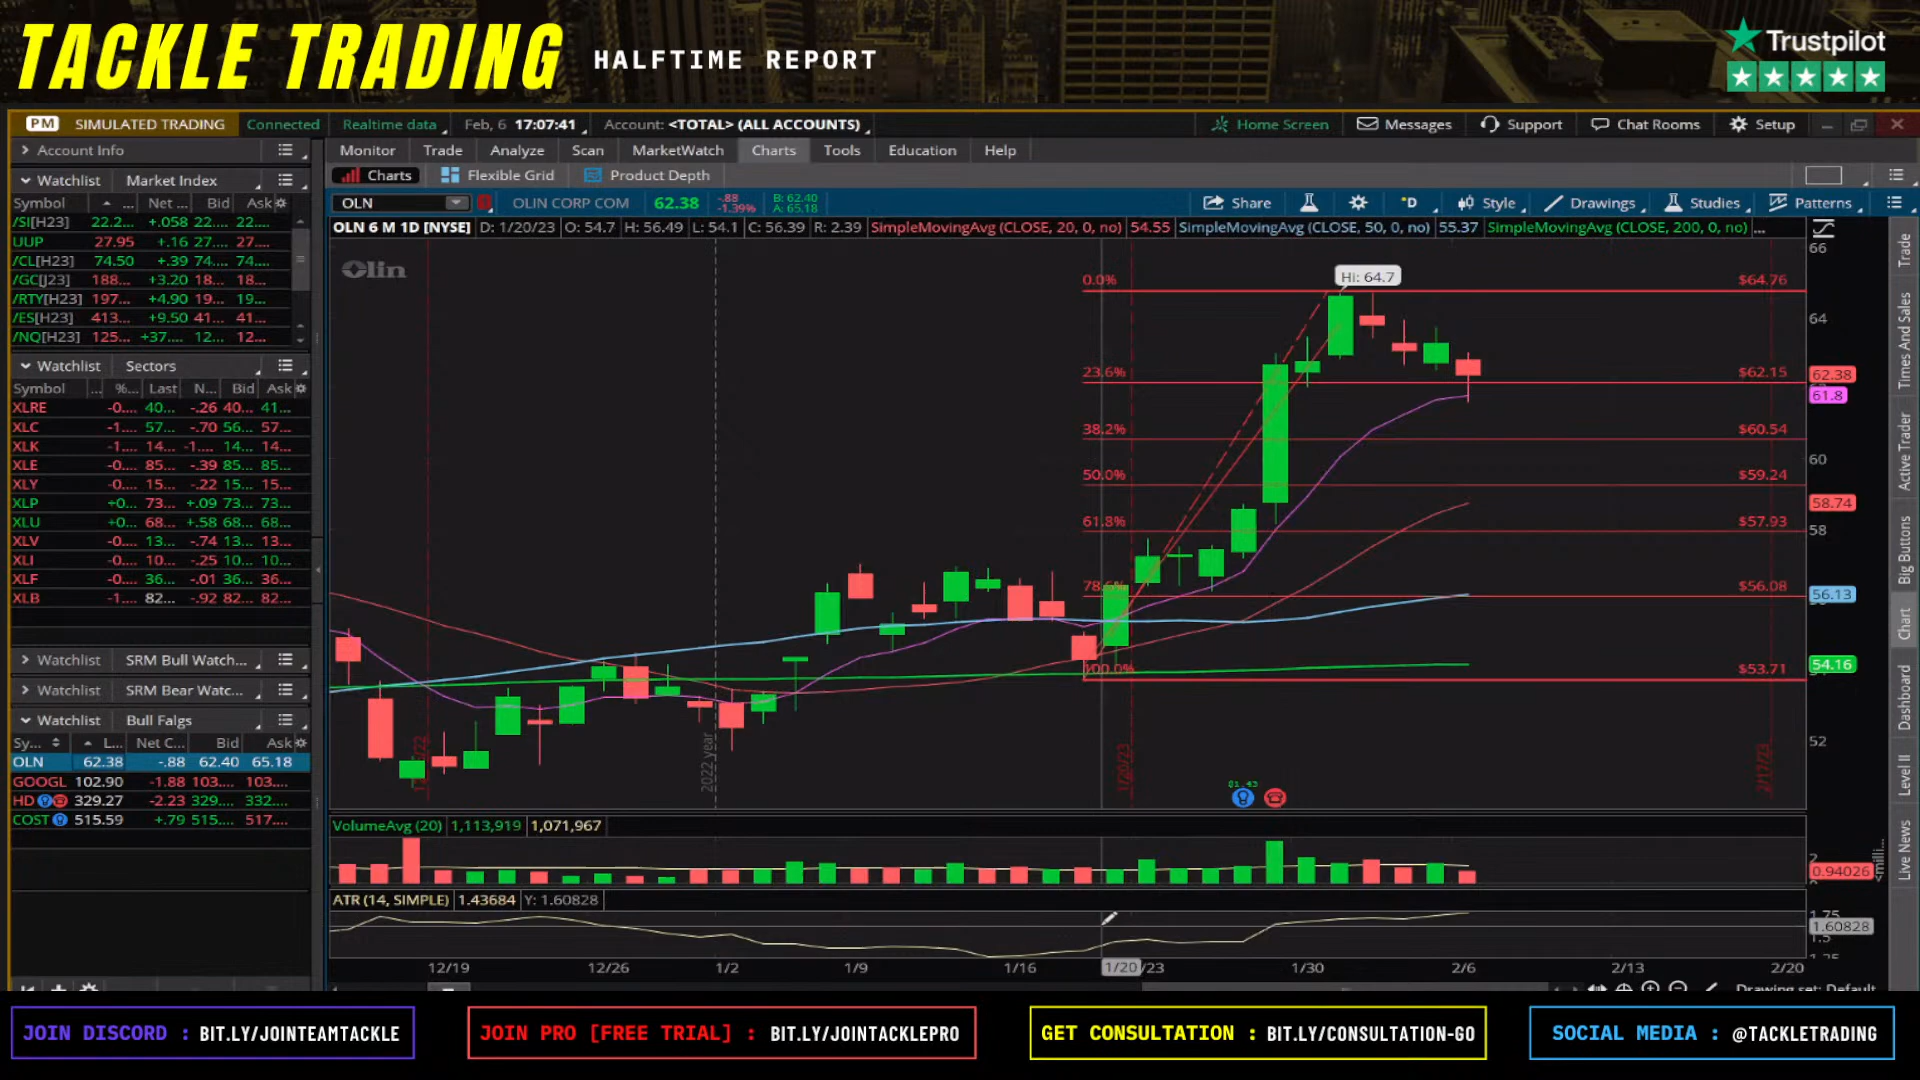 TACKLE TRADING
HALFTIME REPORT
Trustpilot
PM SIMULATED TRADING Connected Realtime data Feb, 6 17:07:41 Account: <TOTAL> (ALL ACCOUNTS) Home Screen Messages Support Chat Rooms Setup
Account Info
Monitor Trade Analyze Scan MarketWatch Charts Tools Education Help
Charts Flexible Grid Product Depth
Watchlist Market Index
Symbol ... Net ... Bid Ask
/SI[H23] 22.2... +.058 22.... 22....
UUP 27.95 +.16 27.... 27....
/CL[H23] 74.50 +.39 74.... 74....
/GC[J23] 188... +3.20 18... 18...
/RTY[H23] 197... +4.90 19... 19...
/ES[H23] 413... +9.50 41... 41...
/NQ[H23] 125... +37.... 12... 12...
Watchlist Sectors
Symbol ... %... Last N... Bid Ask
XLRE -0.... 40... -.26 40... 41...
XLC -1.... 57... -.70 56... 57...
XLK -1.... 14... -1.... 14... 14...
XLE -0.... 85... -.39 85... 85...
XLY -0.... 15... -.22 15... 15...
XLP +0... 73... +.09 73... 73...
XLU +0... 68... +.58 68... 68...
XLV -0.... 13... -.74 13... 13...
XLI -0.... 10... -.25 10... 10...
XLF -0.... 36... -.01 36... 36...
XLB -1.... 82... -.92 82... 82...
Watchlist SRM Bull Watch...
Watchlist SRM Bear Watc...
Watchlist Bull Falgs
Sy... L... Net C... Bid Ask
OLN 62.38 -.88 62.40 65.18
GOOGL 102.90 -1.88 103.... 103....
HD 329.27 -2.23 329.... 332....
COST 515.59 +.79 515.... 517....
OLN OLIN CORP COM 62.38 -.88 -1.39% B: 62.40 A: 65.18 Share D Style Drawings Studies Patterns
OLN 6 M 1D [NYSE] D: 1/20/23 O: 54.7 H: 56.49 L: 54.1 C: 56.39 R: 2.39 SimpleMovingAvg (CLOSE, 20, 0, no) 54.55 SimpleMovingAvg (CLOSE, 50, 0, no) 55.37 SimpleMovingAvg (CLOSE, 200, 0, no) ...
Olin
Hi: 64.7
0.0% $64.76
23.6% $62.15
38.2% $60.54
50.0% $59.24
61.8% $57.93
78.6% $56.08
100.0% $53.71
66
64
62.38
61.8
60
58.74
58
56.13
54.16
52
2022 year
1/20/23
2/17/23
$1.43
VolumeAvg (20) 1,113,919 1,071,967
2
0.94026
ATR (14, SIMPLE) 1.43684 Y: 1.60828
1.75
1.60828
12/19 12/26 1/2 1/9 1/16 1/20/23 1/30 2/6 2/13 2/20
Drawing set: Default
Trade
Times And Sales
Active Trader
Big Buttons
Chart
Dashboard
Level II
Live News
JOIN DISCORD : BIT.LY/JOINTEAMTACKLE
JOIN PRO [FREE TRIAL] : BIT.LY/JOINTACKLEPRO
GET CONSULTATION : BIT.LY/CONSULTATION-GO
SOCIAL MEDIA : @TACKLETRADING